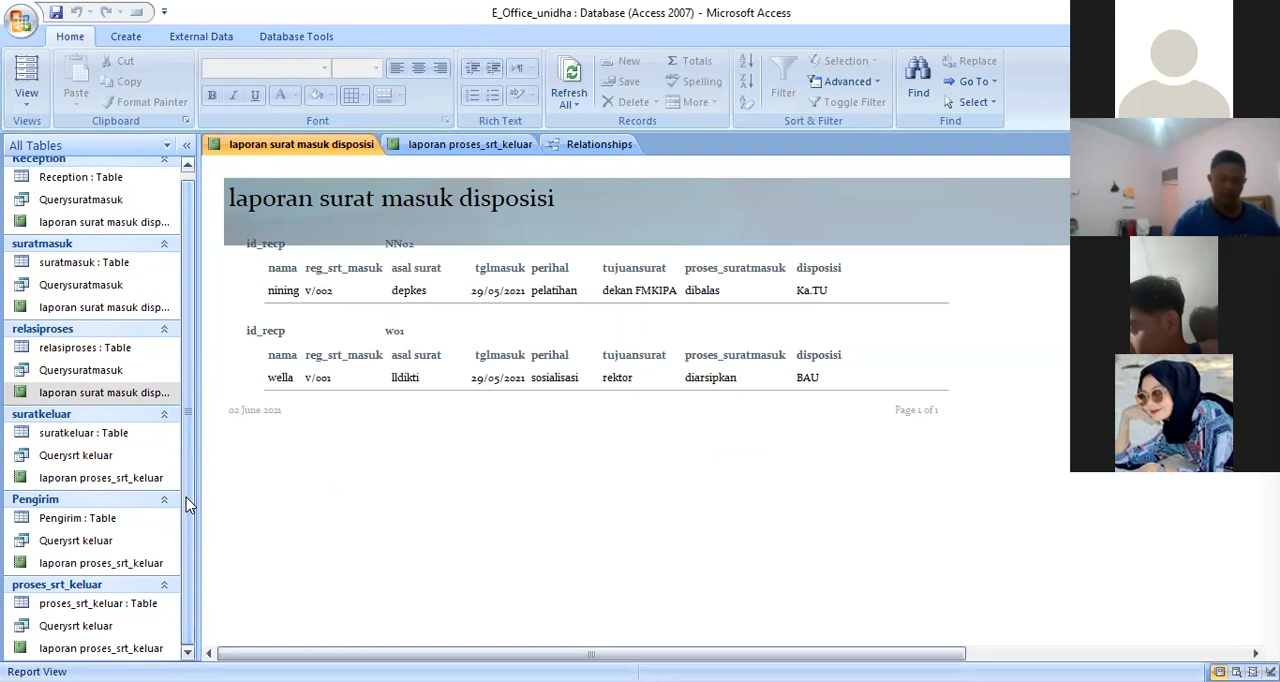 E_Office_unidha : Database (Access 2007) - Microsoft Access
Home Create External Data Database Tools
View
Views
Paste
Cut
Copy
Format Painter
Clipboard
B I U A
Font
Rich Text
Refresh All
New
Save
Delete
Totals
Spelling
More
Records
Filter
Selection
Advanced
Toggle Filter
Sort & Filter
Find
Replace
Go To
Select
Find
All Tables
Reception
Reception : Table
Querysuratmasuk
laporan surat masuk disp...
suratmasuk
suratmasuk : Table
Querysuratmasuk
laporan surat masuk disp...
relasiproses
relasiproses : Table
Querysuratmasuk
laporan surat masuk disp...
suratkeluar
suratkeluar : Table
Querysrt keluar
laporan proses_srt_keluar
Pengirim
Pengirim : Table
Querysrt keluar
laporan proses_srt_keluar
proses_srt_keluar
proses_srt_keluar : Table
Querysrt keluar
laporan proses_srt_keluar
laporan surat masuk disposisi laporan proses_srt_keluar Relationships
laporan surat masuk disposisi
id_recp NN02
nama reg_srt_masuk asal surat tglmasuk perihal tujuansurat proses_suratmasuk disposisi
nining v/002 depkes 29/05/2021 pelatihan dekan FMKIPA dibalas Ka.TU
id_recp w01
nama reg_srt_masuk asal surat tglmasuk perihal tujuansurat proses_suratmasuk disposisi
wella v/001 lldikti 29/05/2021 sosialisasi rektor diarsipkan BAU
02 June 2021 Page 1 of 1
Report View